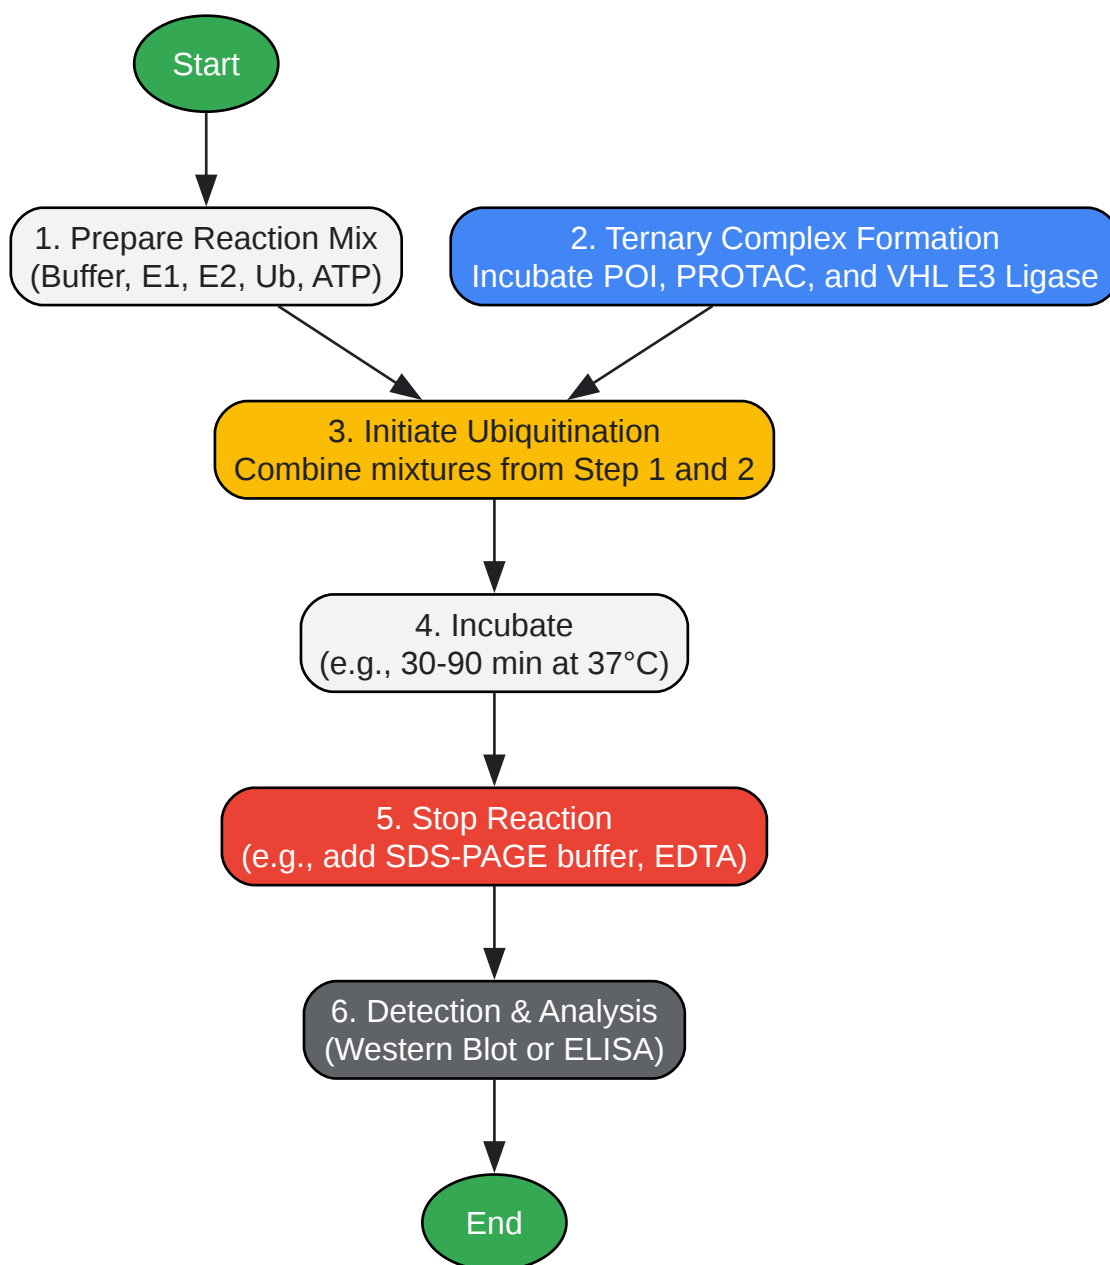 Start
1. Prepare Reaction Mix
(Buffer, E1, E2, Ub, ATP)
2. Ternary Complex Formation
Incubate POI, PROTAC, and VHL E3 Ligase
3. Initiate Ubiquitination
Combine mixtures from Step 1 and 2
4. Incubate
(e.g., 30-90 min at 37°C)
5. Stop Reaction
(e.g., add SDS-PAGE buffer, EDTA)
6. Detection & Analysis
(Western Blot or ELISA)
End